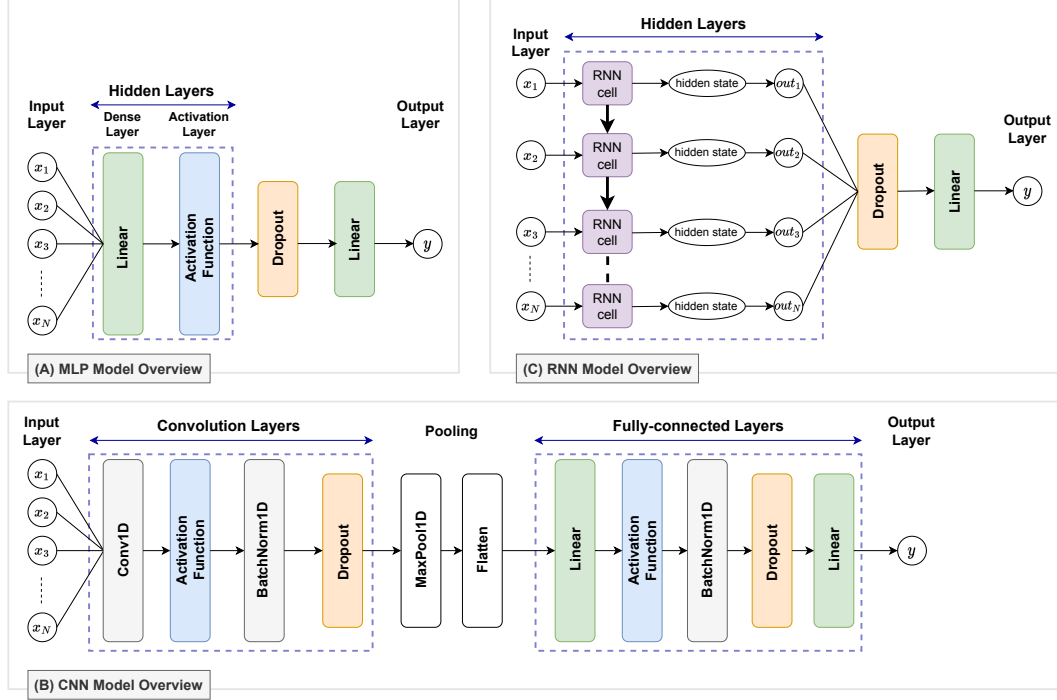 Input
Layer
Hidden Layers
Dense
Layer
Activation
Layer
Output
Layer
x1
x2
x3
xN
Linear
Activation
Function
Dropout
Linear
y
(A) MLP Model Overview
Hidden Layers
Input
Layer
Output
Layer
x1
RNN
cell
hidden state
out1
x2
RNN
cell
hidden state
out2
x3
RNN
cell
hidden state
out3
xN
RNN
cell
hidden state
outN
Dropout
Linear
y
(C) RNN Model Overview
Input
Layer
Convolution Layers
Pooling
Fully-connected Layers
Output
Layer
x1
x2
x3
xN
Conv1D
Activation
Function
BatchNorm1D
Dropout
MaxPool1D
Flatten
Linear
Activation
Function
BatchNorm1D
Dropout
Linear
y
(B) CNN Model Overview